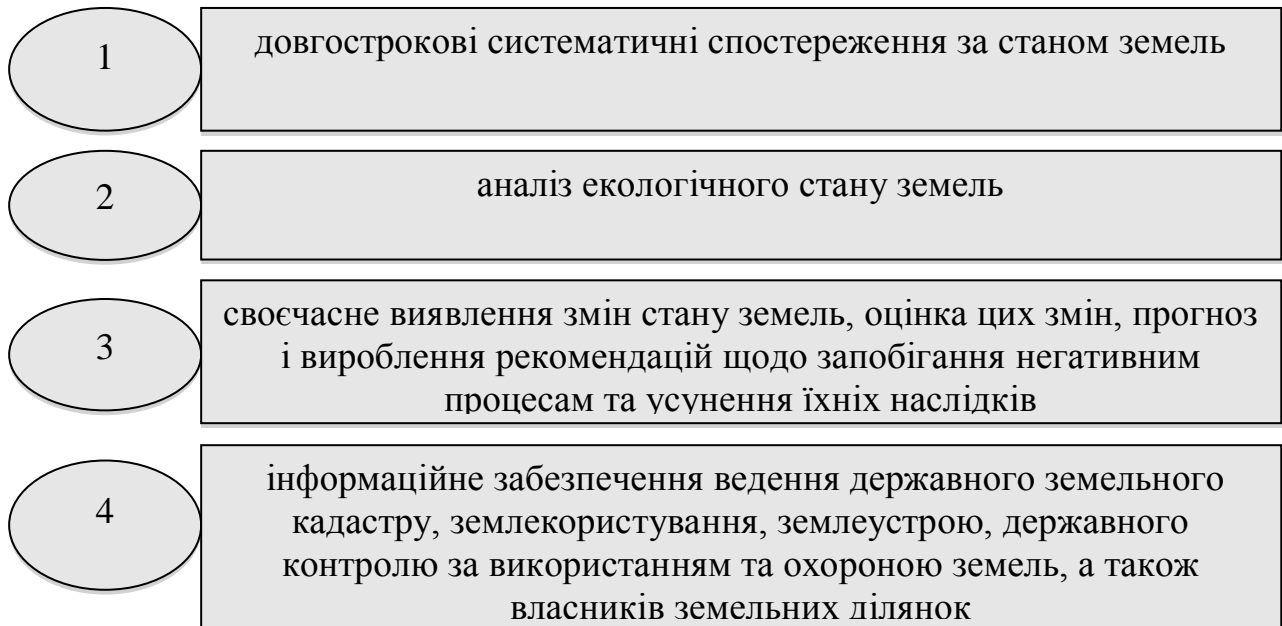 1
довгострокові систематичні спостереження за станом земель
2
аналіз екологічного стану земель
3
своєчасне виявлення змін стану земель, оцінка цих змін, прогноз
і вироблення рекомендацій щодо запобігання негативним
процесам та усунення їхніх наслідків
4
інформаційне забезпечення ведення державного земельного
кадастру, землекористування, землеустрою, державного
контролю за використанням та охороною земель, а також
власників земельних ділянок